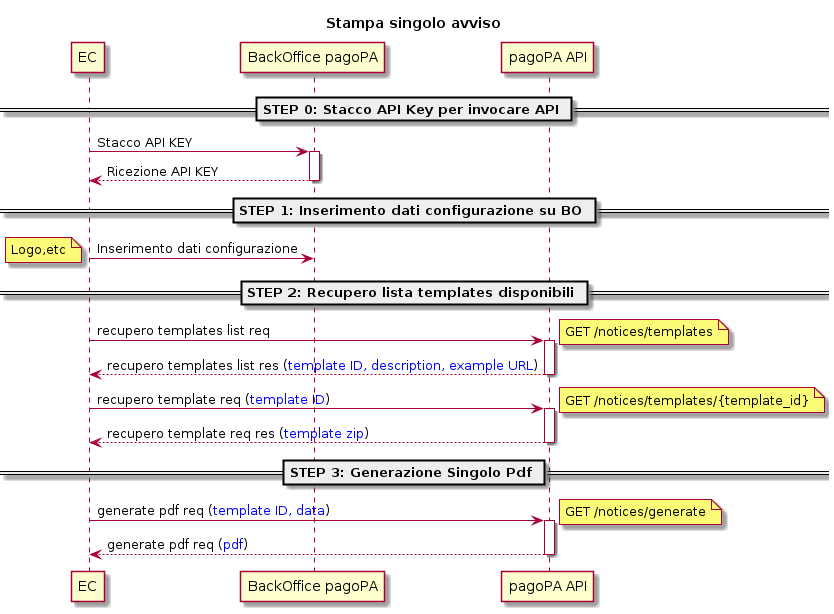 Stampa singolo avviso
EC
BackOffice pagoPA
pagoPA API
STEP 0: Stacco API Key per invocare API
Stacco API KEY
Ricezione API KEY
STEP 1: Inserimento dati configurazione su BO
Logo,etc
Inserimento dati configurazione
STEP 2: Recupero lista templates disponibili
recupero templates list req
GET /notices/templates
recupero templates list res (template ID, description, example URL)
recupero template req (template ID)
GET /notices/templates/{template_id}
recupero template req res (template zip)
STEP 3: Generazione Singolo Pdf
generate pdf req (template ID, data)
GET /notices/generate
generate pdf req (pdf)
EC
BackOffice pagoPA
pagoPA API